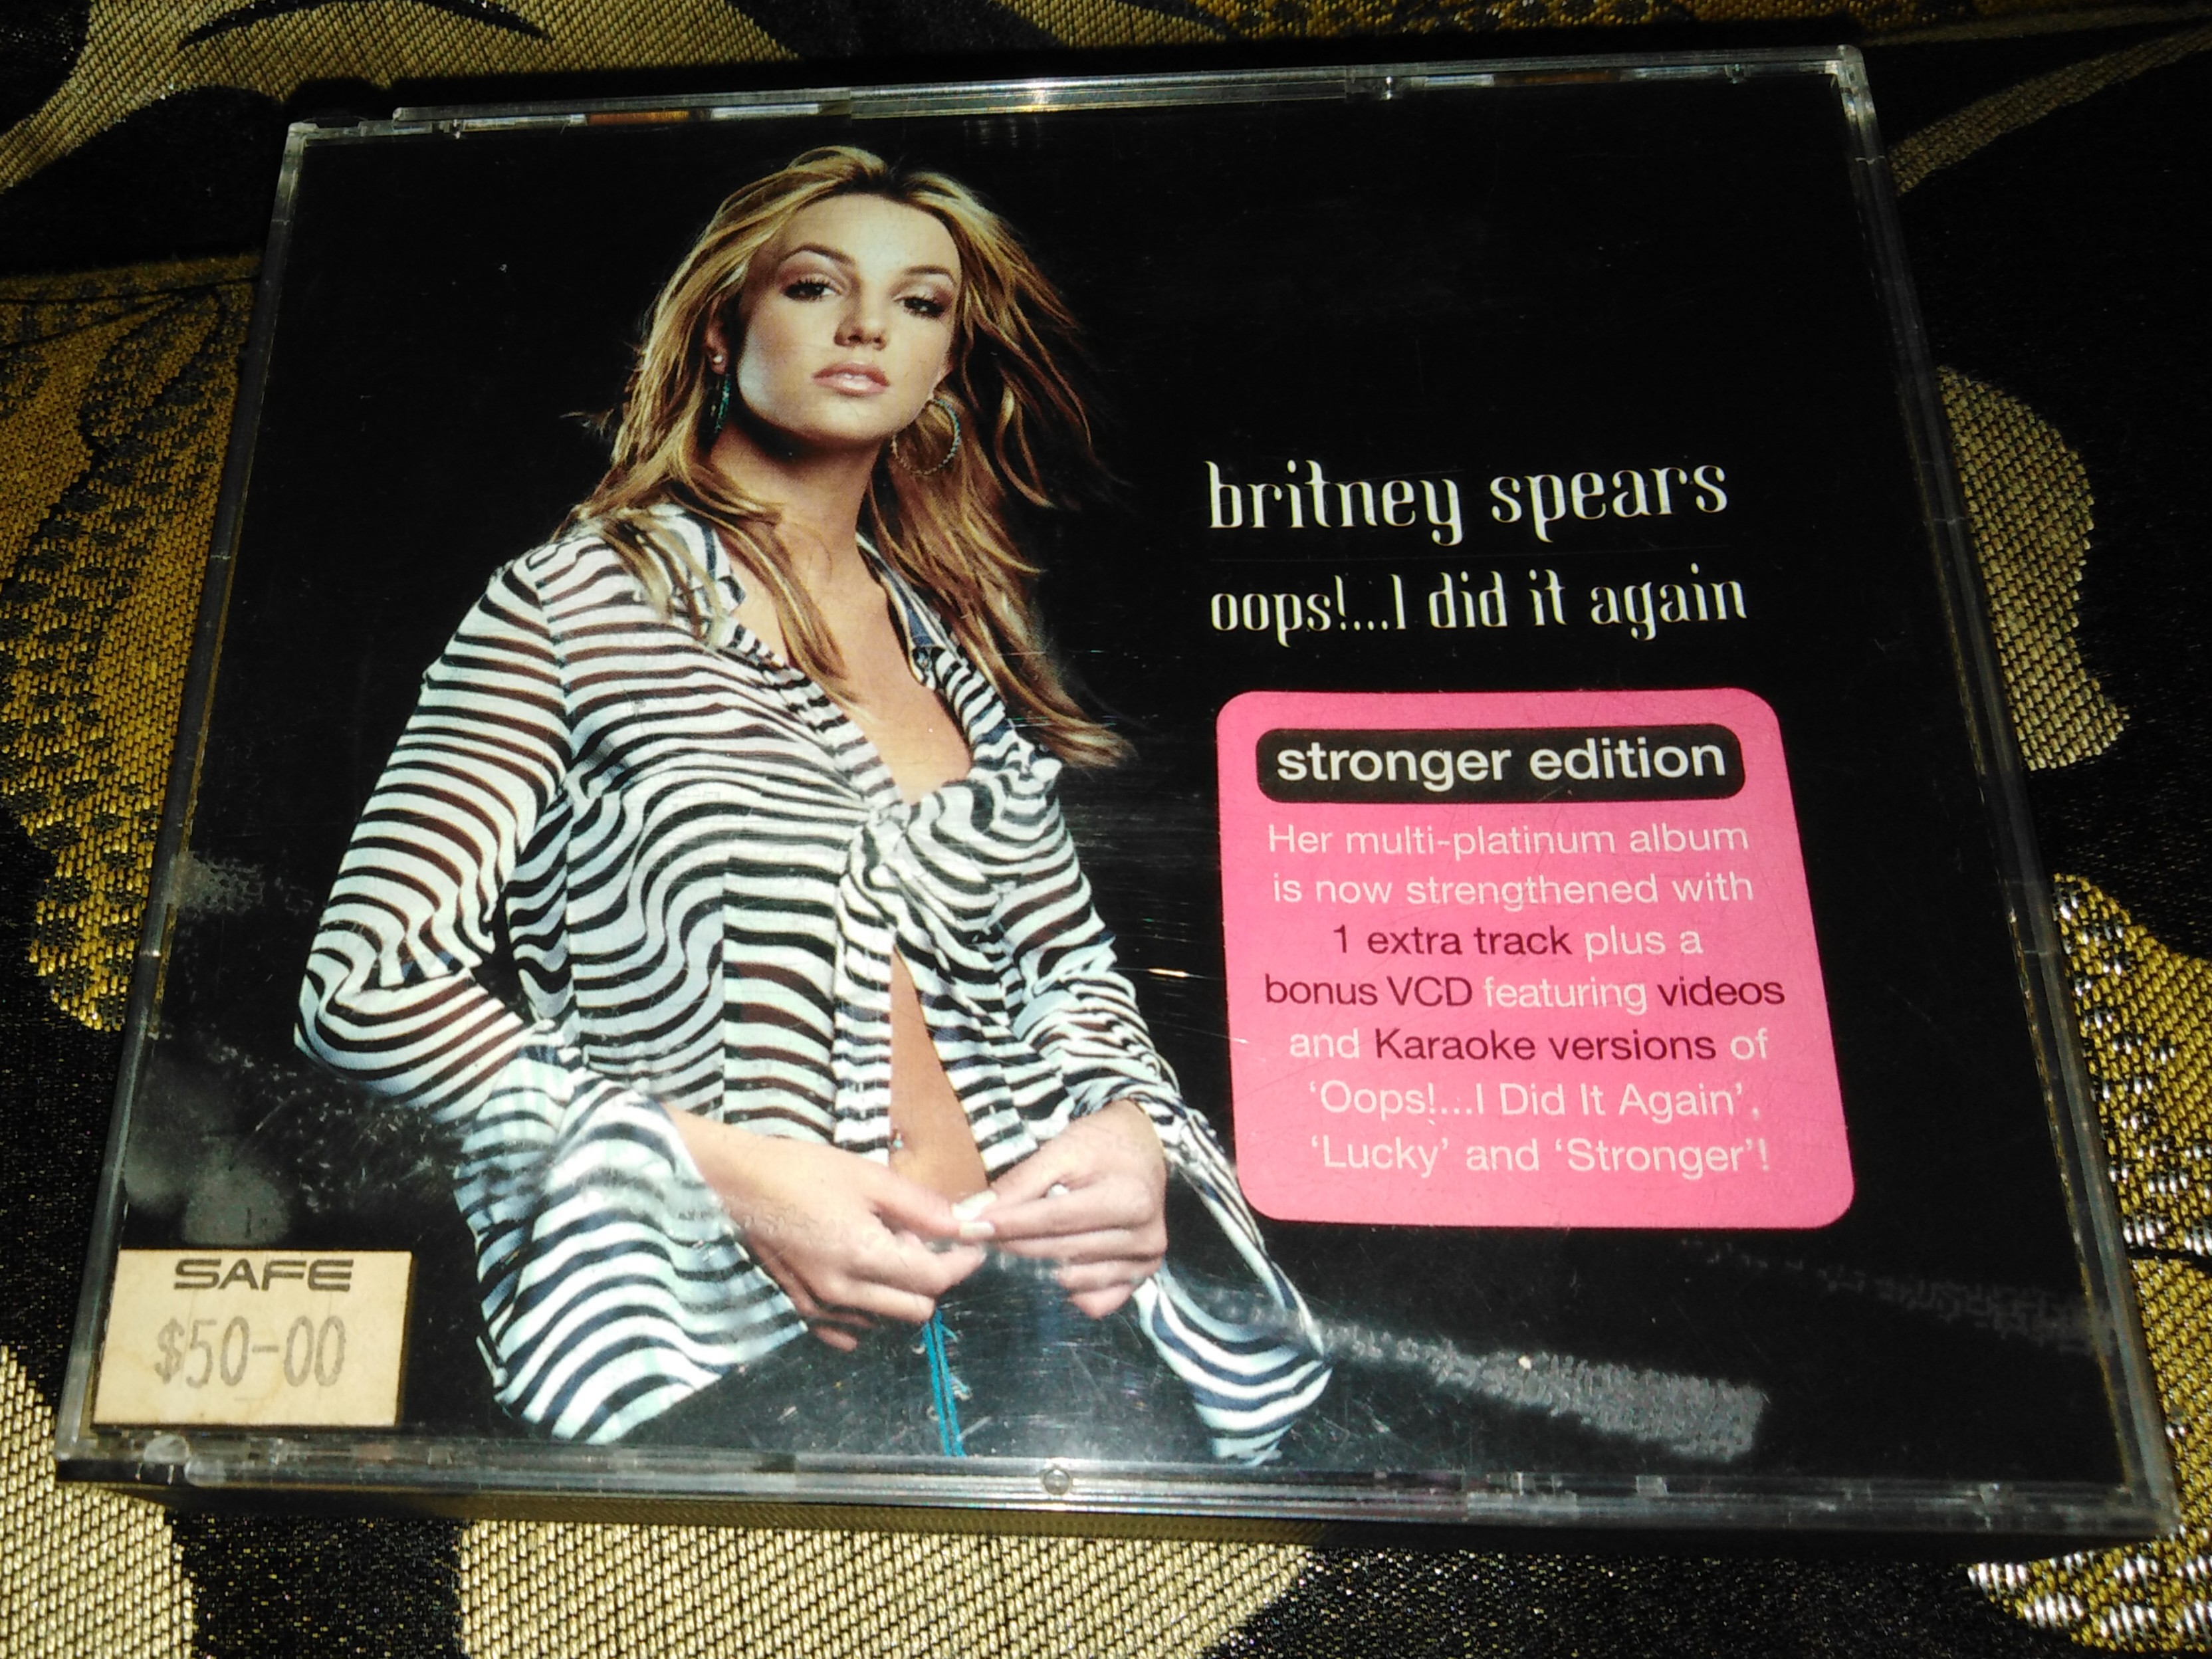 britney spears
oops!...I did it again
stronger edition
Her multi-platinum album
is now strengthened with
1 extra track plus a
bonus VCD featuring videos
and Karaoke versions of
‘Oops!...I Did It Again’,
‘Lucky’ and ‘Stronger’!
SAFE
$50-00